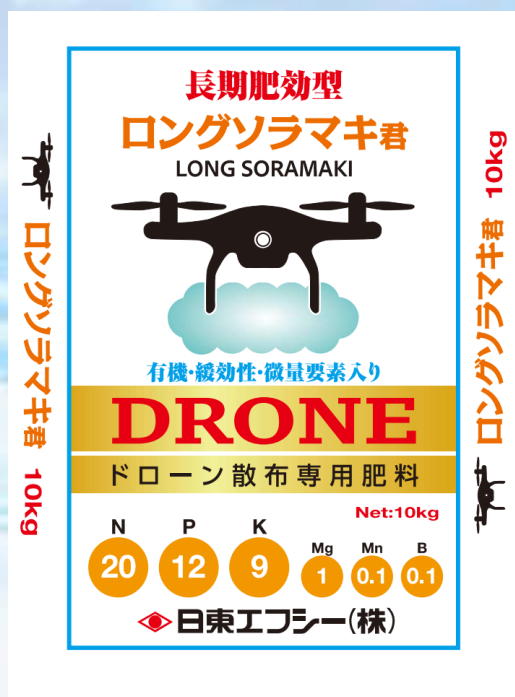 長期肥効型
ロングソラマキ君
LONG SORAMAKI
有機・緩効性・微量要素入り
DRONE
ドローン散布専用肥料
Net:10kg
N P K Mg Mn B
20 12 9 1 0.1 0.1
日東エフシー(株)
ロングソラマキ君 10kg
ロングソラマキ君 10kg